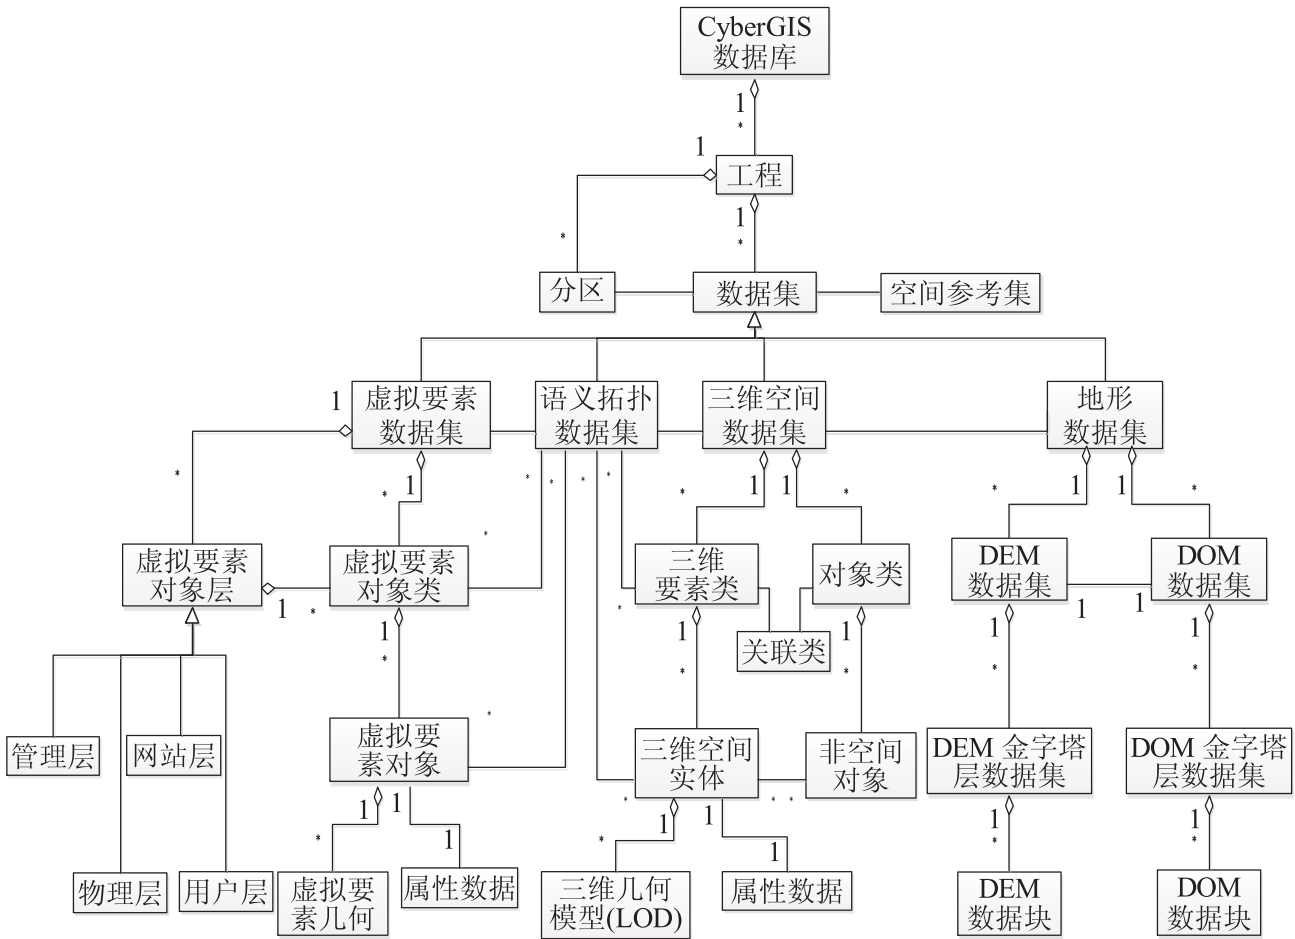 CyberGIS
数据库
1
*
1
工程
1
*
*
分区
数据集
空间参考集
虚拟要素
数据集
语义拓扑
数据集
三维空间
数据集
地形
数据集
1
*
1
*
*
*
*
*
*
1
*
1
*
1
*
1
*
虚拟要素
对象层
虚拟要素
对象类
三维
要素类
对象类
DEM
数据集
DOM
数据集
1
*
*
1
1
1
*
关联类
1
*
1
*
1
*
1
*
管理层
网站层
虚拟要
素对象
*
三维空间
实体
非空间
对象
DEM 金字塔
层数据集
DOM 金字塔
层数据集
1
*
1
1
*
*
*
1
*
1
1
1
*
1
*
物理层
用户层
虚拟要
素几何
属性数据
三维几何
模型(LOD)
属性数据
DEM
数据块
DOM
数据块